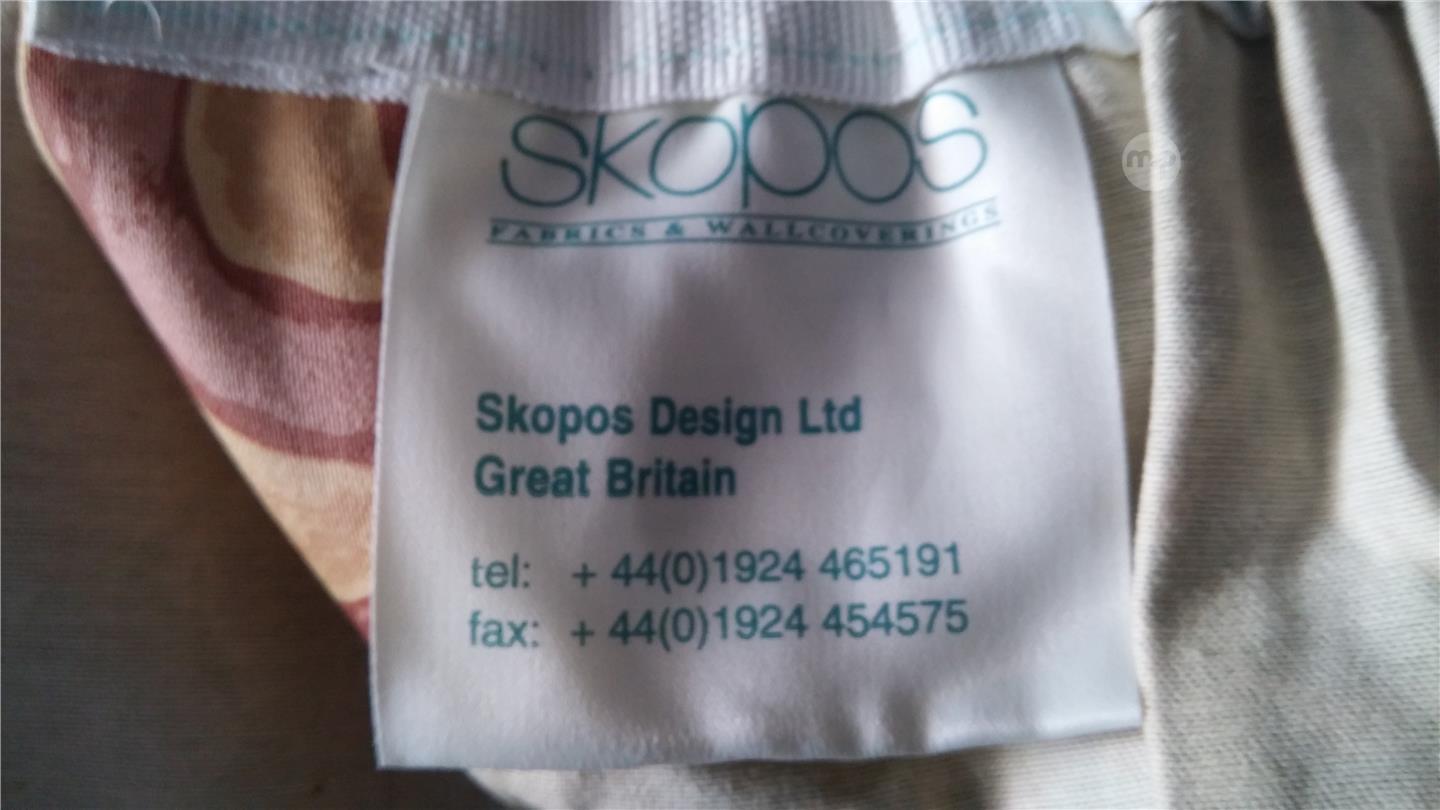 Skopos
FABRICS & WALLCOVERINGS
Skopos Design Ltd
Great Britain
tel: + 44(0)1924 465191
fax: + 44(0)1924 454575